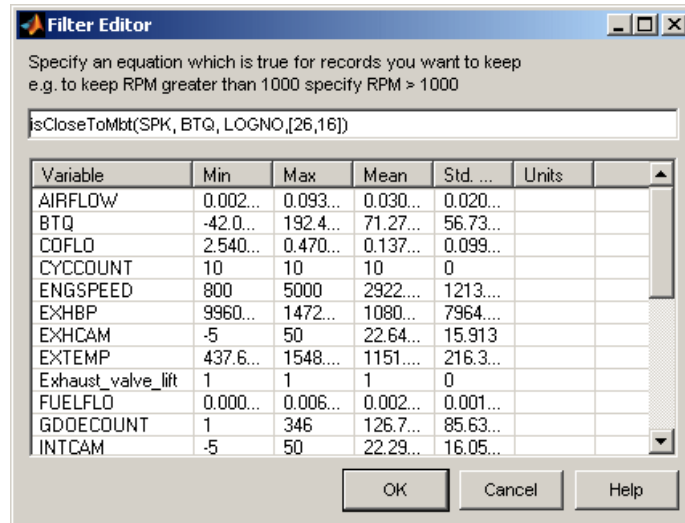 Filter Editor
Specify an equation which is true for records you want to keep
e.g. to keep RPM greater than 1000 specify RPM > 1000
isCloseToMbt(SPK, BTQ, LOGNO,[26,16])
Variable Min Max Mean Std. ... Units
AIRFLOW 0.002... 0.093... 0.030... 0.020...
BTQ -42.0... 192.4... 71.27... 56.73...
COFLO 2.540... 0.470... 0.137... 0.099...
CYCCOUNT 10 10 10 0
ENGSPEED 800 5000 2922.... 1213....
EXHBP 9960... 1472... 1080... 7964....
EXHCAM -5 50 22.64... 15.913
EXTEMP 437.6... 1548.... 1151.... 216.3...
Exhaust_valve_lift 1 1 1 0
FUELFLO 0.000... 0.006... 0.002... 0.001...
GDOECOUNT 1 346 126.7... 85.63...
INTCAM -5 50 22.29... 16.05...
OK Cancel Help